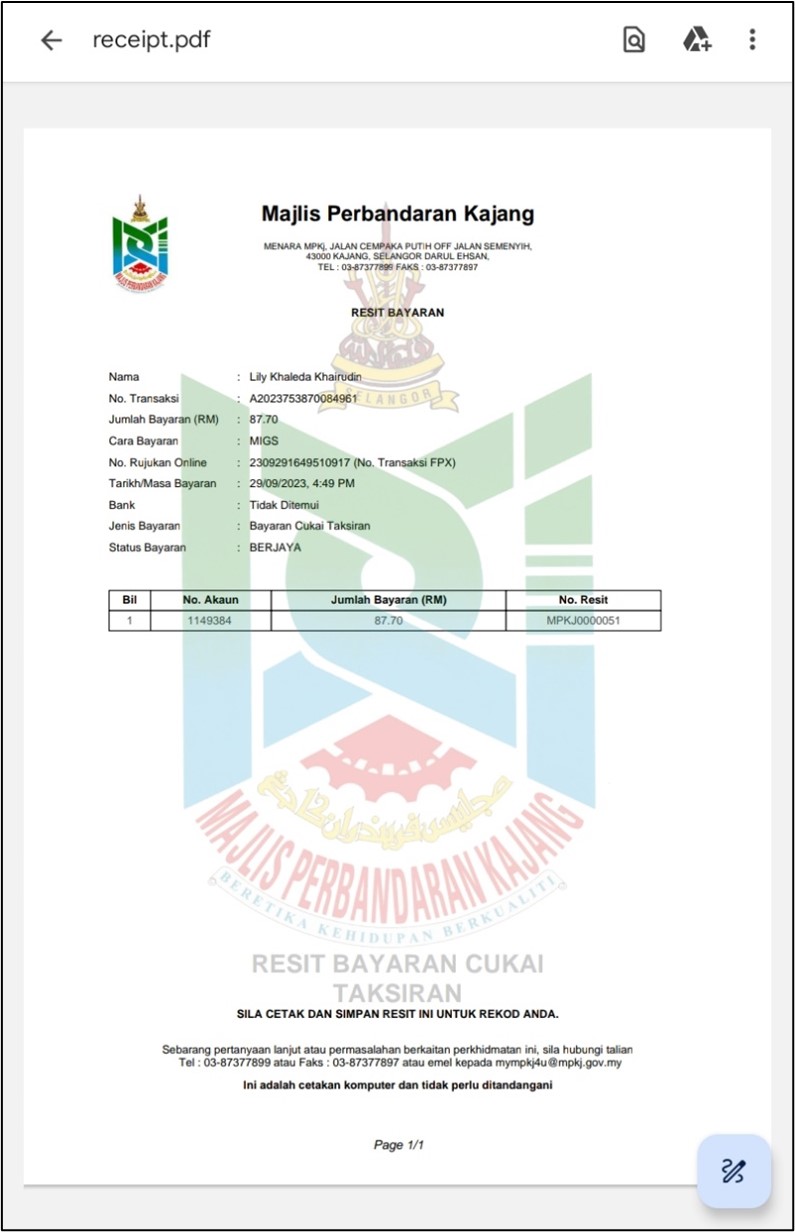 receipt.pdf
Majlis Perbandaran Kajang
MENARA MPKj, JALAN CEMPAKA PUTIH OFF JALAN SEMENYIH,
43000 KAJANG, SELANGOR DARUL EHSAN,
TEL : 03-87377899 FAKS : 03-87377897
RESIT BAYARAN
Nama : Lily Khaleda Khairudin
No. Transaksi : A2023753870084961
SELANGOR
Jumlah Bayaran (RM) : 87.70
Cara Bayaran : MIGS
No. Rujukan Online : 2309291649510917 (No. Transaksi FPX)
Tarikh/Masa Bayaran : 29/09/2023, 4:49 PM
Bank : Tidak Ditemui
Jenis Bayaran : Bayaran Cukai Taksiran
Status Bayaran : BERJAYA
Bil No. Akaun Jumlah Bayaran (RM) No. Resit
1 1149384 87.70 MPKJ0000051
مجليس ڤربندران كاجڠ
MAJLIS PERBANDARAN KAJANG
BERETIKA KEHIDUPAN BERKUALITI
RESIT BAYARAN CUKAI
TAKSIRAN
SILA CETAK DAN SIMPAN RESIT INI UNTUK REKOD ANDA.
Sebarang pertanyaan lanjut atau permasalahan berkaitan perkhidmatan ini, sila hubungi talian
Tel : 03-87377899 atau Faks : 03-87377897 atau emel kepada mympkj4u@mpkj.gov.my
Ini adalah cetakan komputer dan tidak perlu ditandangani
Page 1/1